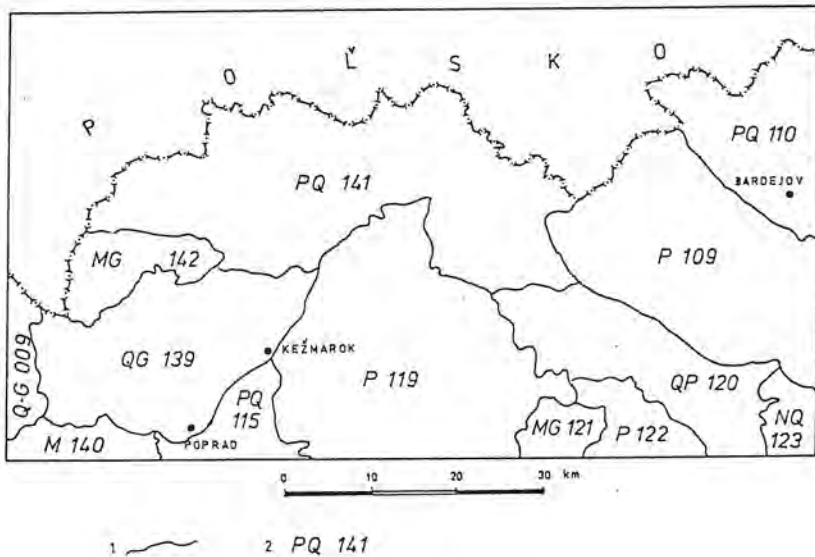 P O Ľ S K O
PQ 110
BARDEJOV
PQ 141
MG 142
P 109
Q-G 009
QG 139
KEŽMAROK
P 119
PQ
115
QP 120
POPRAD
M 140
MG 121
P 122
NQ
123
0 10 20 30 km
1 2 PQ 141